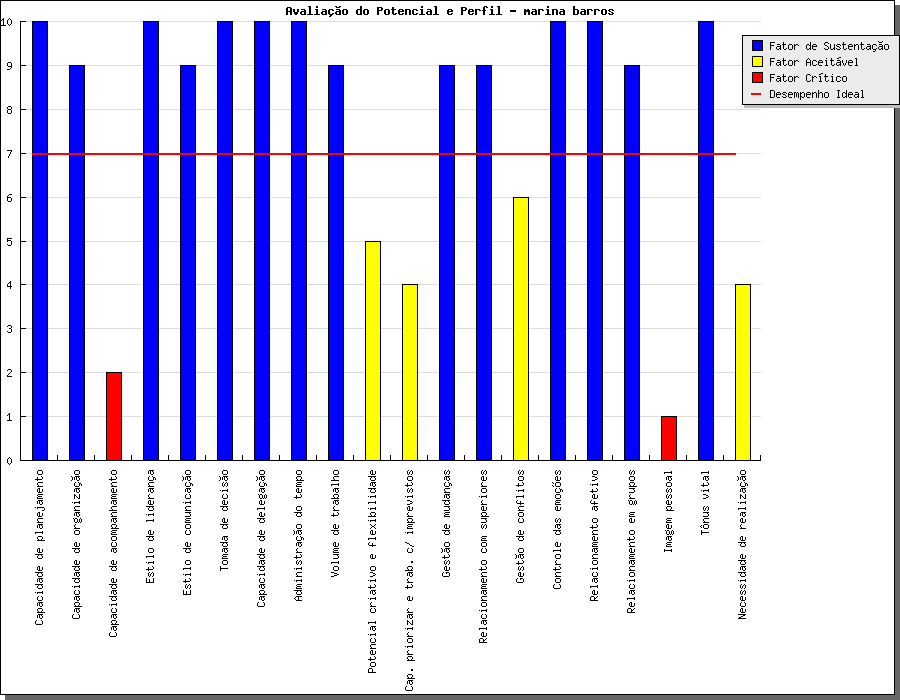 Avaliação do Potencial e Perfil - marina barros
10
9
8
7
6
5
4
3
2
1
0
Fator de Sustentação
Fator Aceitável
Fator Crítico
Desempenho Ideal
Capacidade de planejamento
Capacidade de organização
Capacidade de acompanhamento
Estilo de liderança
Estilo de comunicação
Tomada de decisão
Capacidade de delegação
Administração do tempo
Volume de trabalho
Potencial criativo e flexibilidade
Cap. priorizar e trab. c/ imprevistos
Gestão de mudanças
Relacionamento com superiores
Gestão de conflitos
Controle das emoções
Relacionamento afetivo
Relacionamento em grupos
Imagem pessoal
Tônus vital
Necessidade de realização